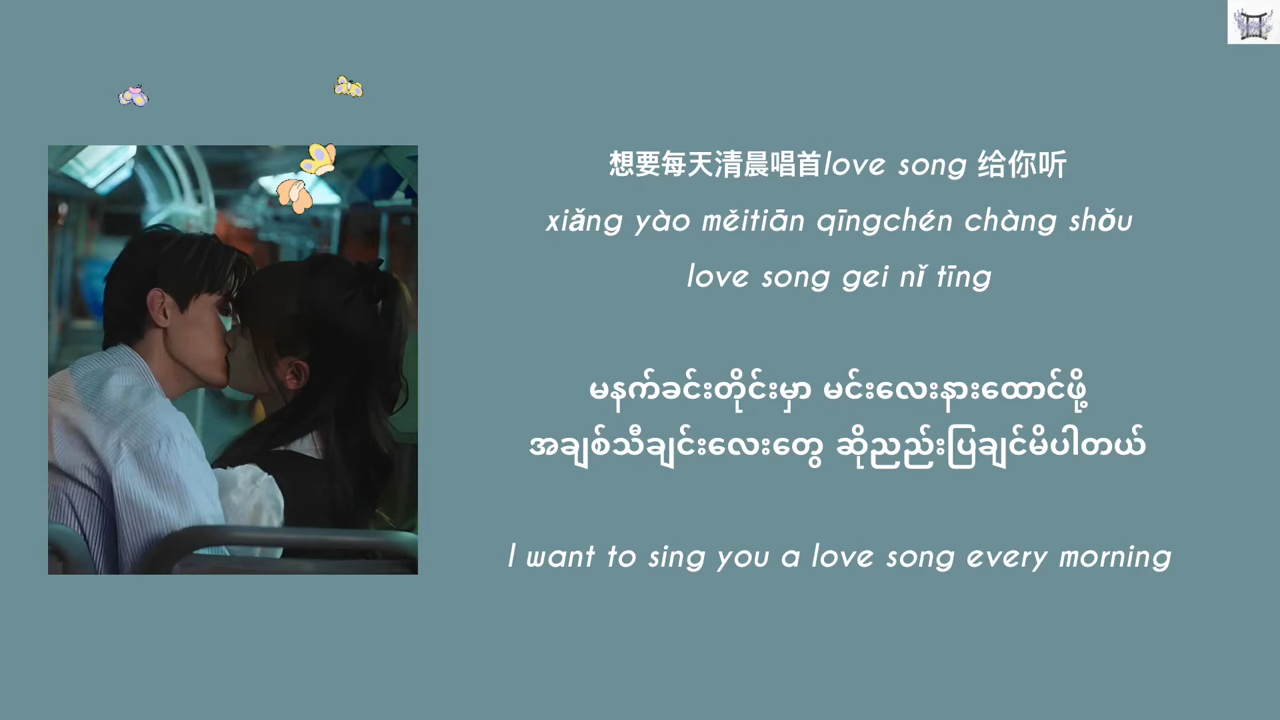 想要每天清晨唱首love song 给你听
xiǎng yào měitiān qīngchén chàng shǒu
love song gei nǐ tīng
မနက်ခင်းတိုင်းမှာ မင်းလေးနားထောင်ဖို့
အချစ်သီချင်းလေးတွေ ဆိုညည်းပြချင်မိပါတယ်
I want to sing you a love song every morning